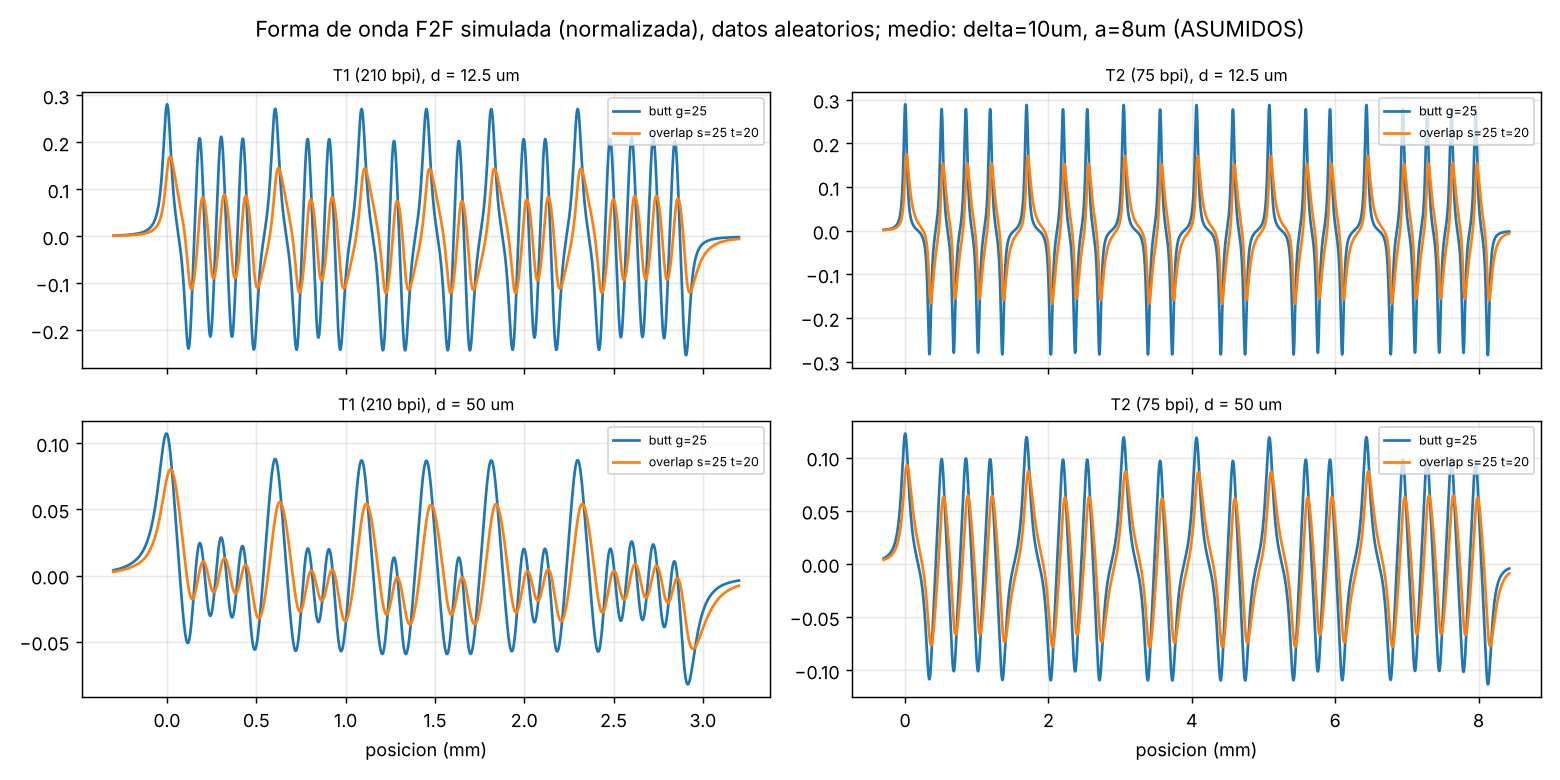 Forma de onda F2F simulada (normalizada), datos aleatorios; medio: delta=10um, a=8um (ASUMIDOS)
T1 (210 bpi), d = 12.5 um
0.3
0.2
0.1
0.0
−0.1
−0.2
butt g=25
overlap s=25 t=20
T2 (75 bpi), d = 12.5 um
0.3
0.2
0.1
0.0
−0.1
−0.2
−0.3
butt g=25
overlap s=25 t=20
T1 (210 bpi), d = 50 um
0.10
0.05
0.00
−0.05
butt g=25
overlap s=25 t=20
0.0 0.5 1.0 1.5 2.0 2.5 3.0
posicion (mm)
T2 (75 bpi), d = 50 um
0.10
0.05
0.00
−0.05
−0.10
butt g=25
overlap s=25 t=20
0 2 4 6 8
posicion (mm)